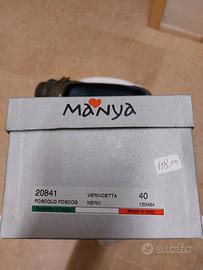 Manya
118,00
20841 VERNICETTA 40
FOSCOLO FOSCOG NERO 120484
Made in Italy
subito